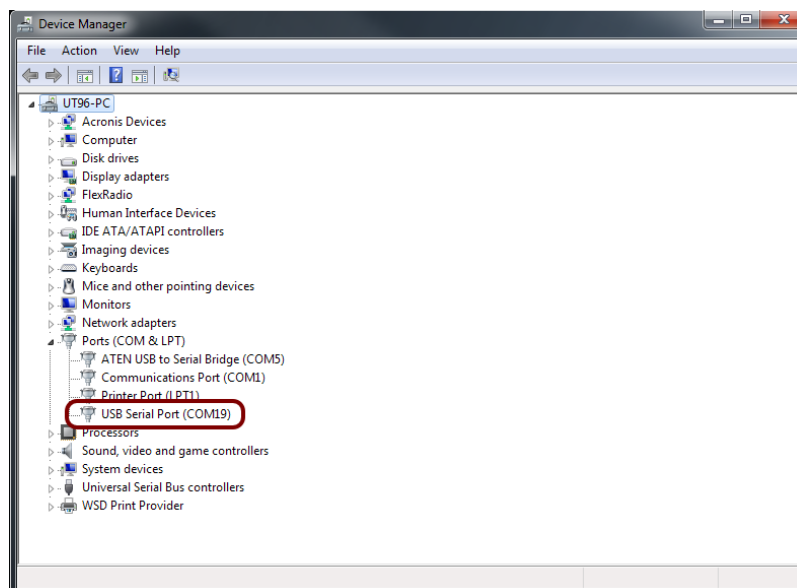 Device Manager
File Action View Help
UT96-PC
Acronis Devices
Computer
Disk drives
Display adapters
FlexRadio
Human Interface Devices
IDE ATA/ATAPI controllers
Imaging devices
Keyboards
Mice and other pointing devices
Monitors
Network adapters
Ports (COM & LPT)
ATEN USB to Serial Bridge (COM5)
Communications Port (COM1)
Printer Port (LPT1)
USB Serial Port (COM19)
Processors
Sound, video and game controllers
System devices
Universal Serial Bus controllers
WSD Print Provider